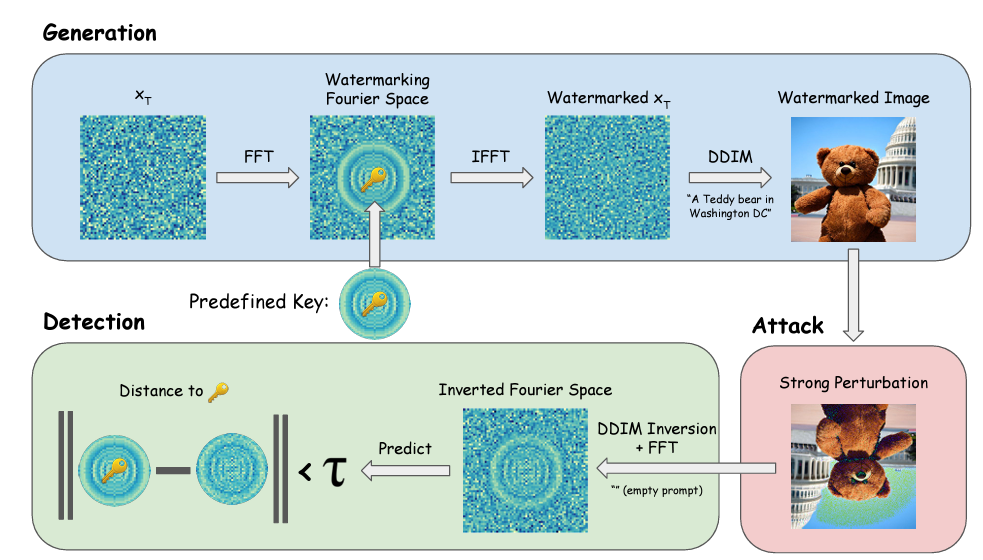 Generation
x_T
FFT
Watermarking
Fourier Space
IFFT
Watermarked x_T
DDIM
"A Teddy bear in
Washington DC"
Watermarked Image
Predefined Key:
Detection
Distance to
< τ
Predict
Inverted Fourier Space
DDIM Inversion
+ FFT
"" (empty prompt)
Attack
Strong Perturbation